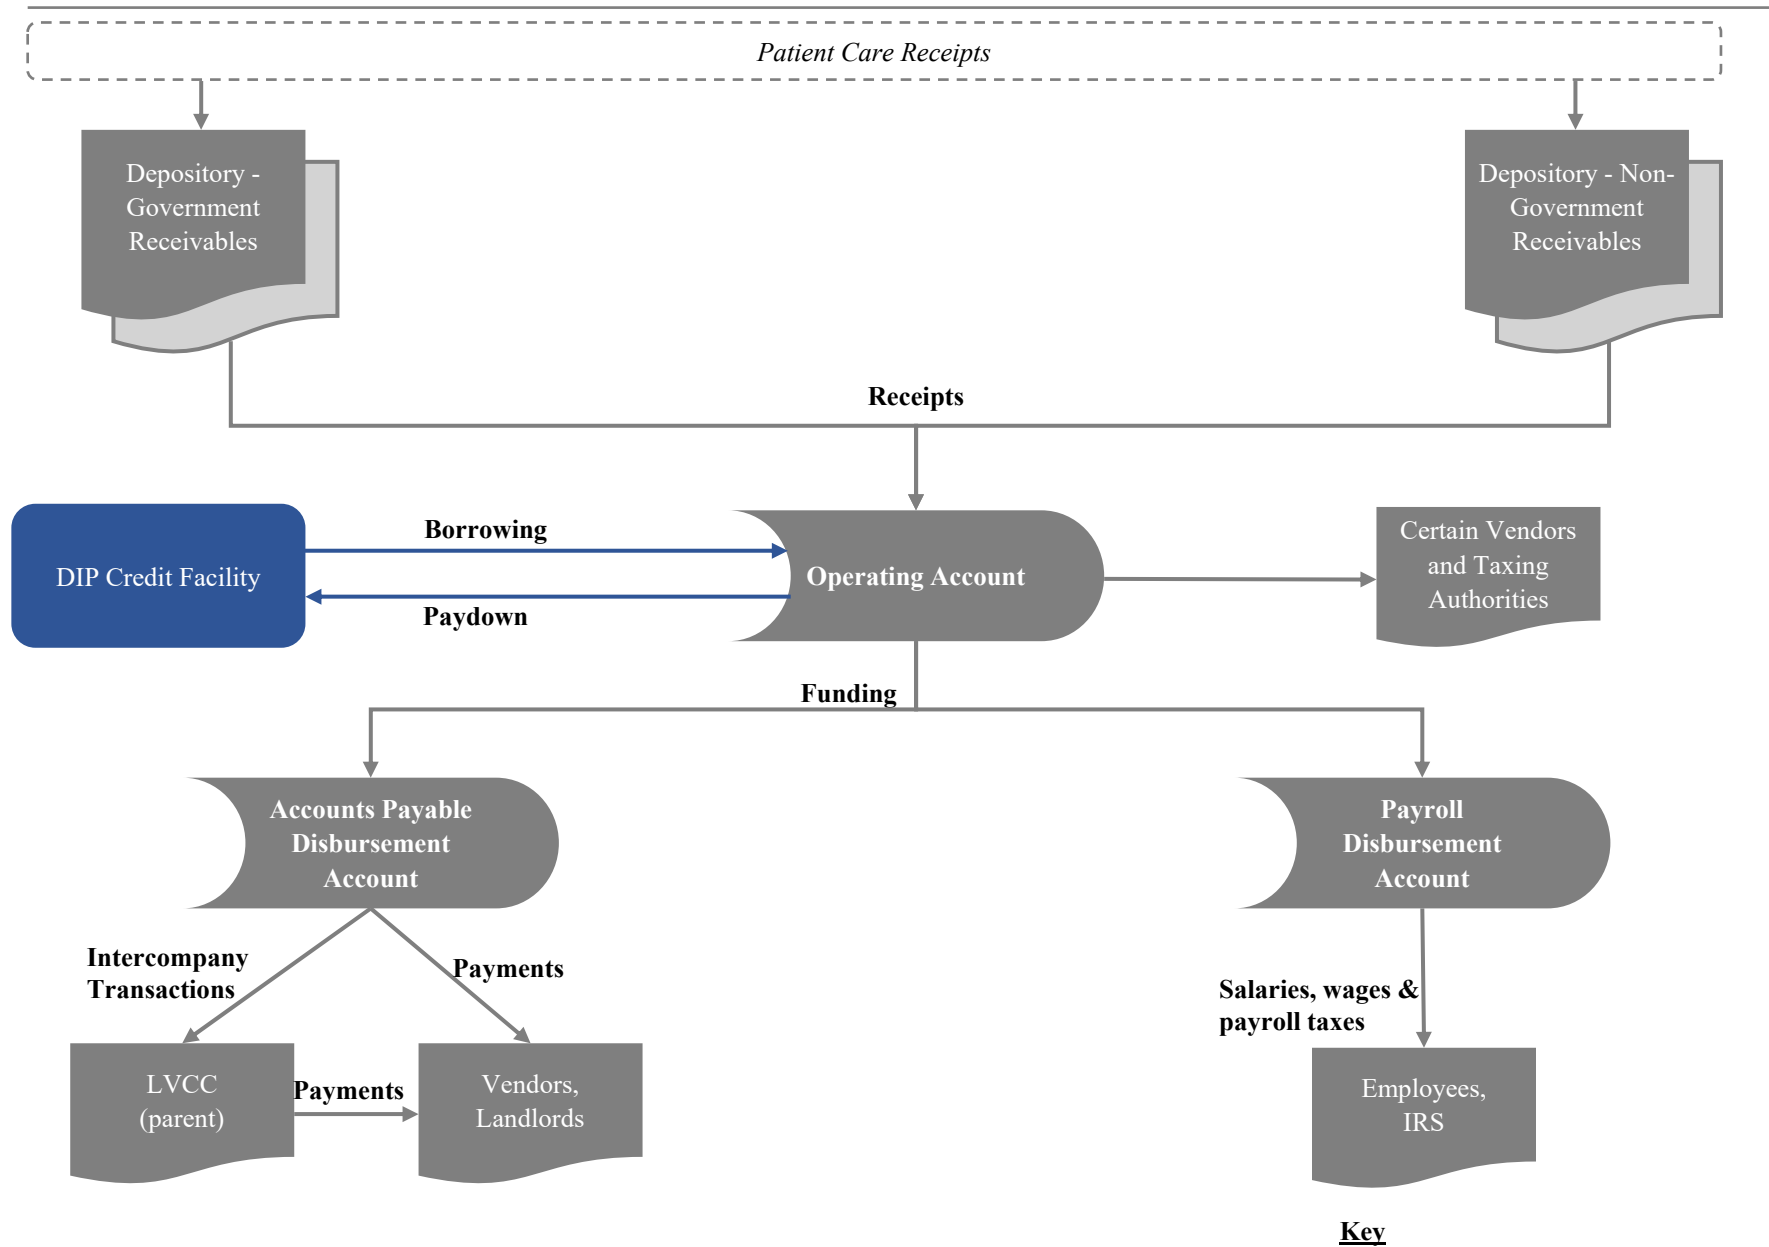 Patient Care Receipts
Depository -
Government
Receivables
Depository - Non-
Government
Receivables
Receipts
DIP Credit Facility
Borrowing
Paydown
Operating Account
Certain Vendors
and Taxing
Authorities
Funding
Accounts Payable
Disbursement
Account
Payroll
Disbursement
Account
Intercompany
Transactions
Payments
Salaries, wages &
payroll taxes
LVCC
(parent)
Payments
Vendors,
Landlords
Employees,
IRS
Key